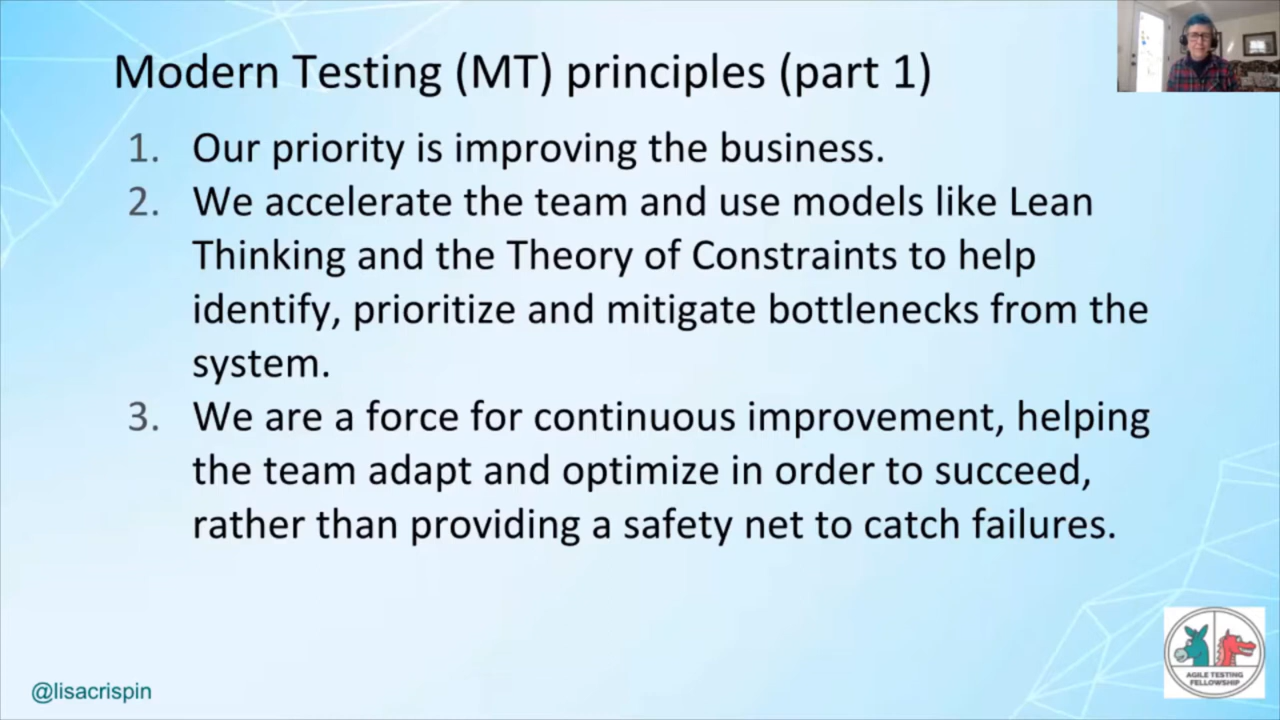 Modern Testing (MT) principles (part 1)
1. Our priority is improving the business.
2. We accelerate the team and use models like Lean
Thinking and the Theory of Constraints to help
identify, prioritize and mitigate bottlenecks from the
system.
3. We are a force for continuous improvement, helping
the team adapt and optimize in order to succeed,
rather than providing a safety net to catch failures.
@lisacrispin
AGILE TESTING
FELLOWSHIP